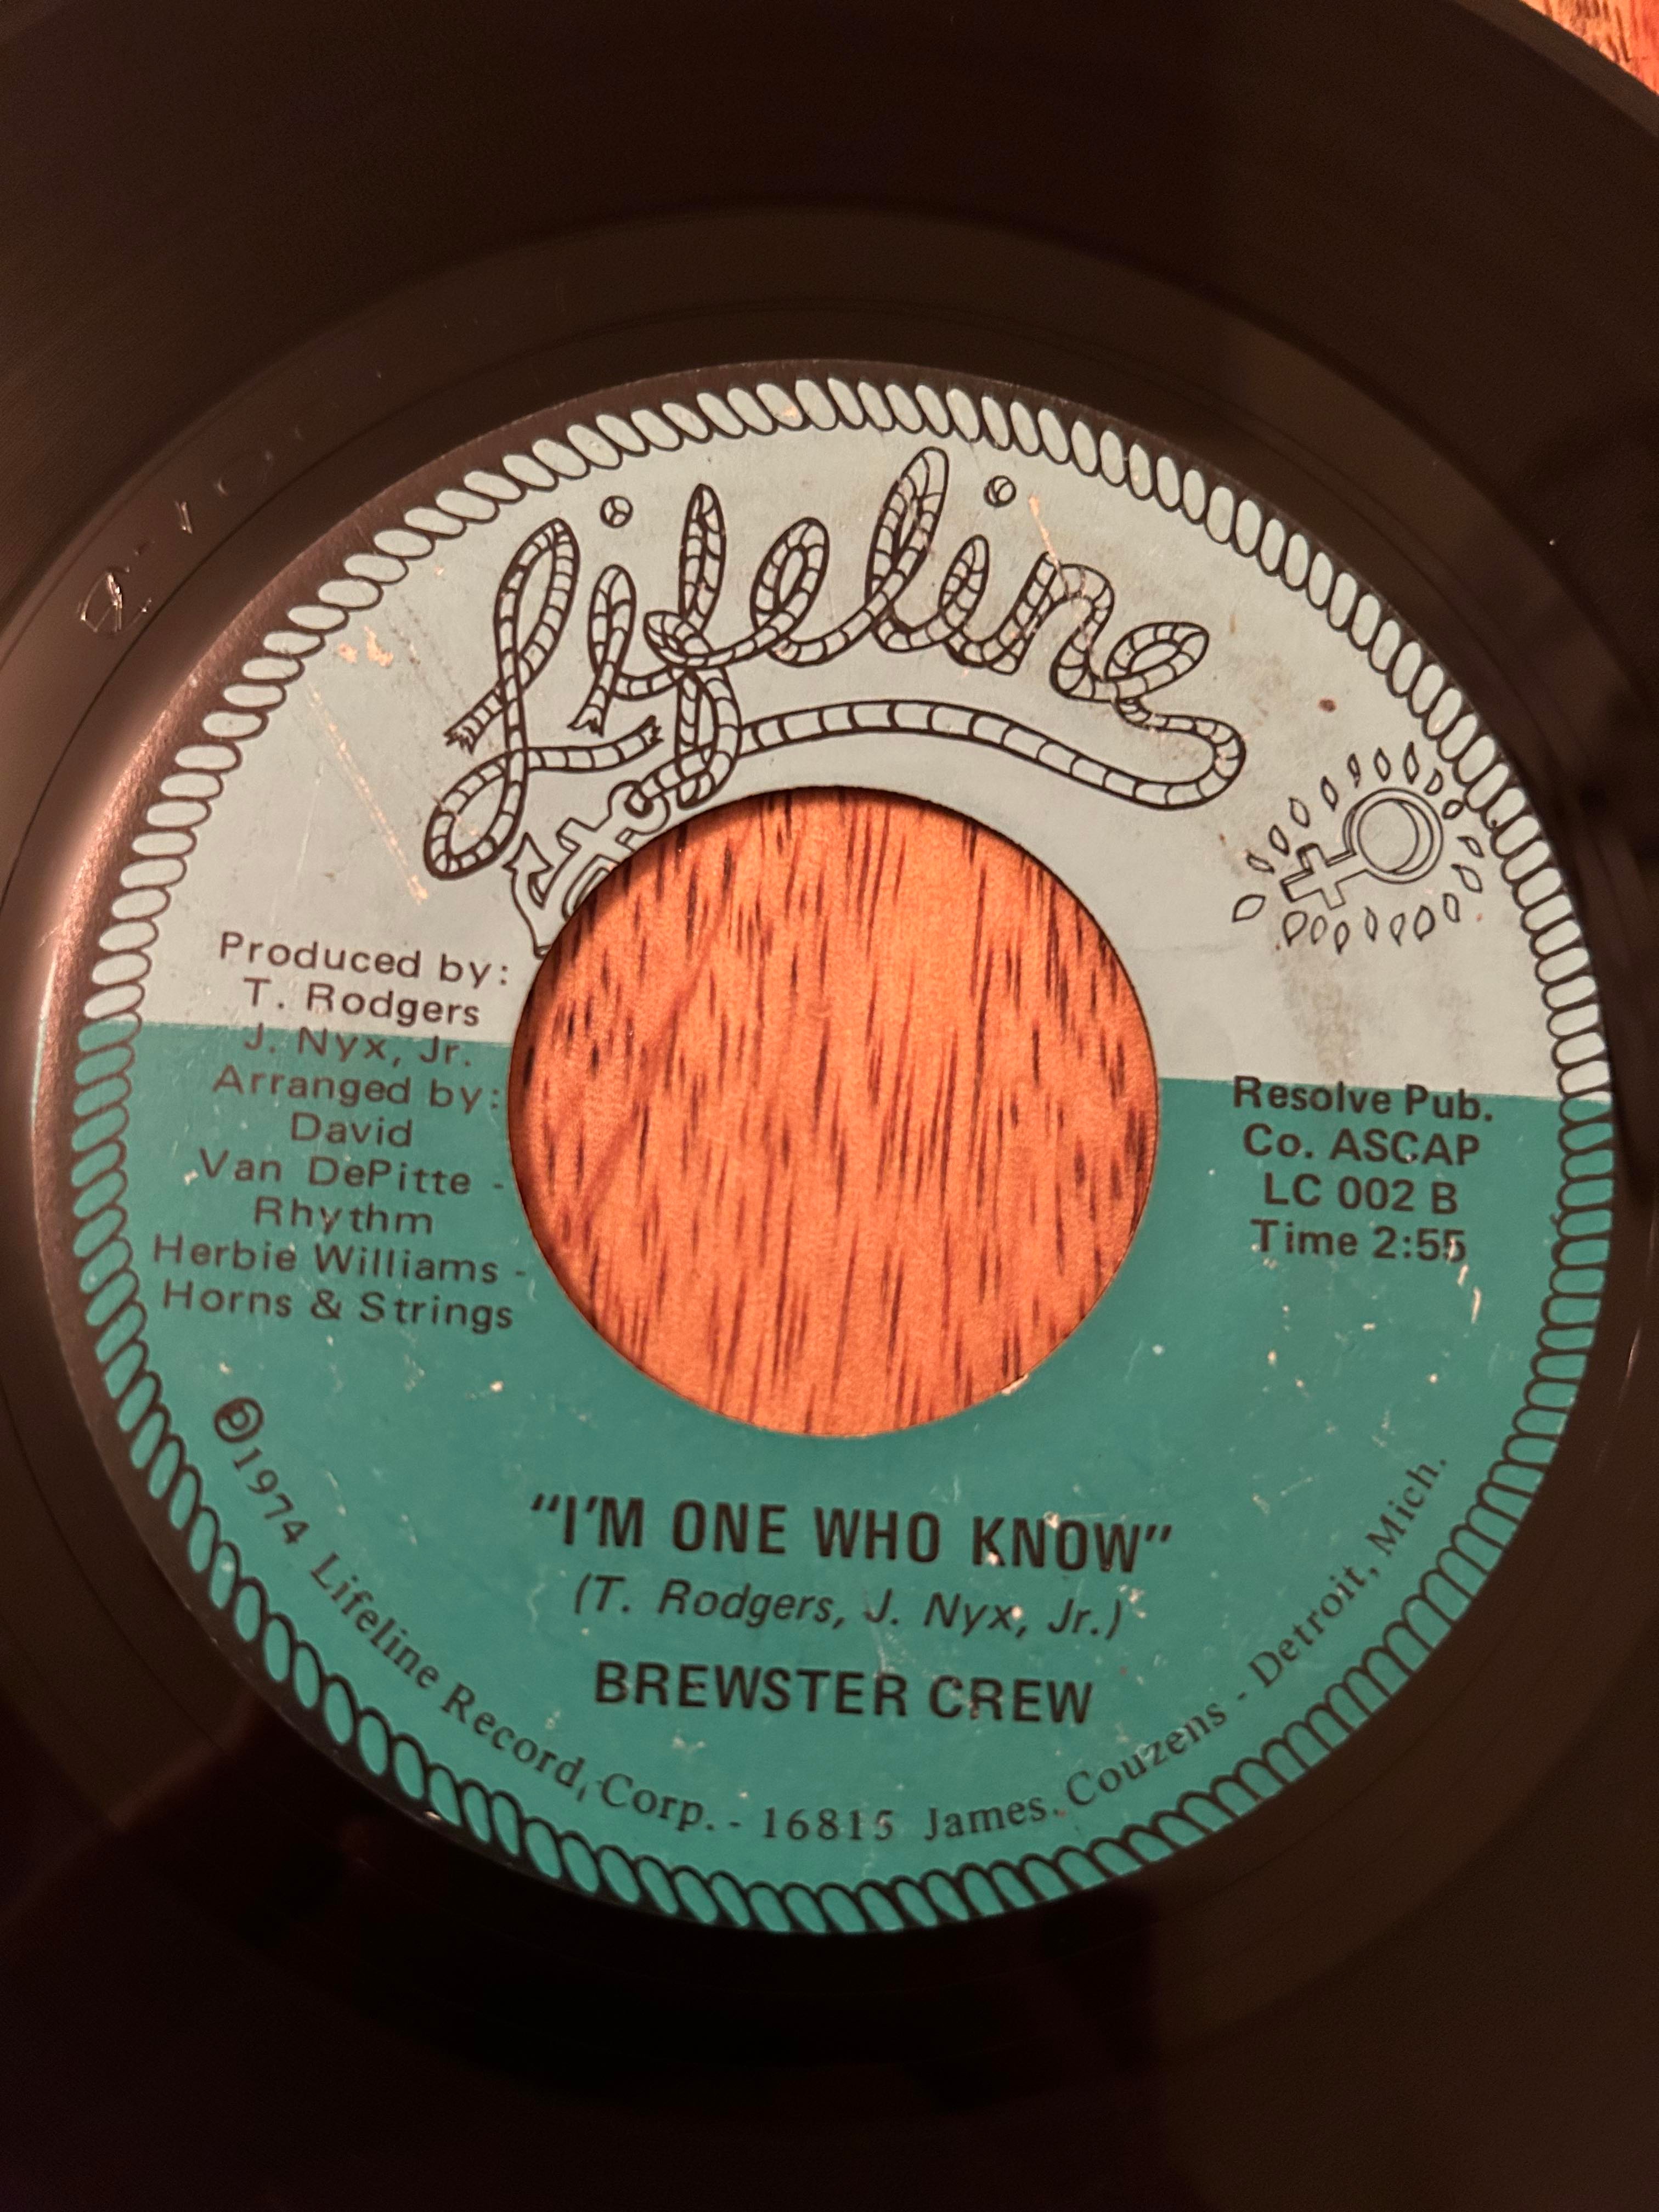 Lifeline
Produced by:
T. Rodgers
J. Nyx, Jr.
Arranged by:
David
Van DePitte -
Rhythm
Herbie Williams -
Horns & Strings
Resolve Pub.
Co. ASCAP
LC 002 B
Time 2:55
"I'M ONE WHO KNOW"
(T. Rodgers, J. Nyx, Jr.)
BREWSTER CREW
Ⓟ1974 Lifeline Record, Corp. - 16815 James Couzens - Detroit, Mich.